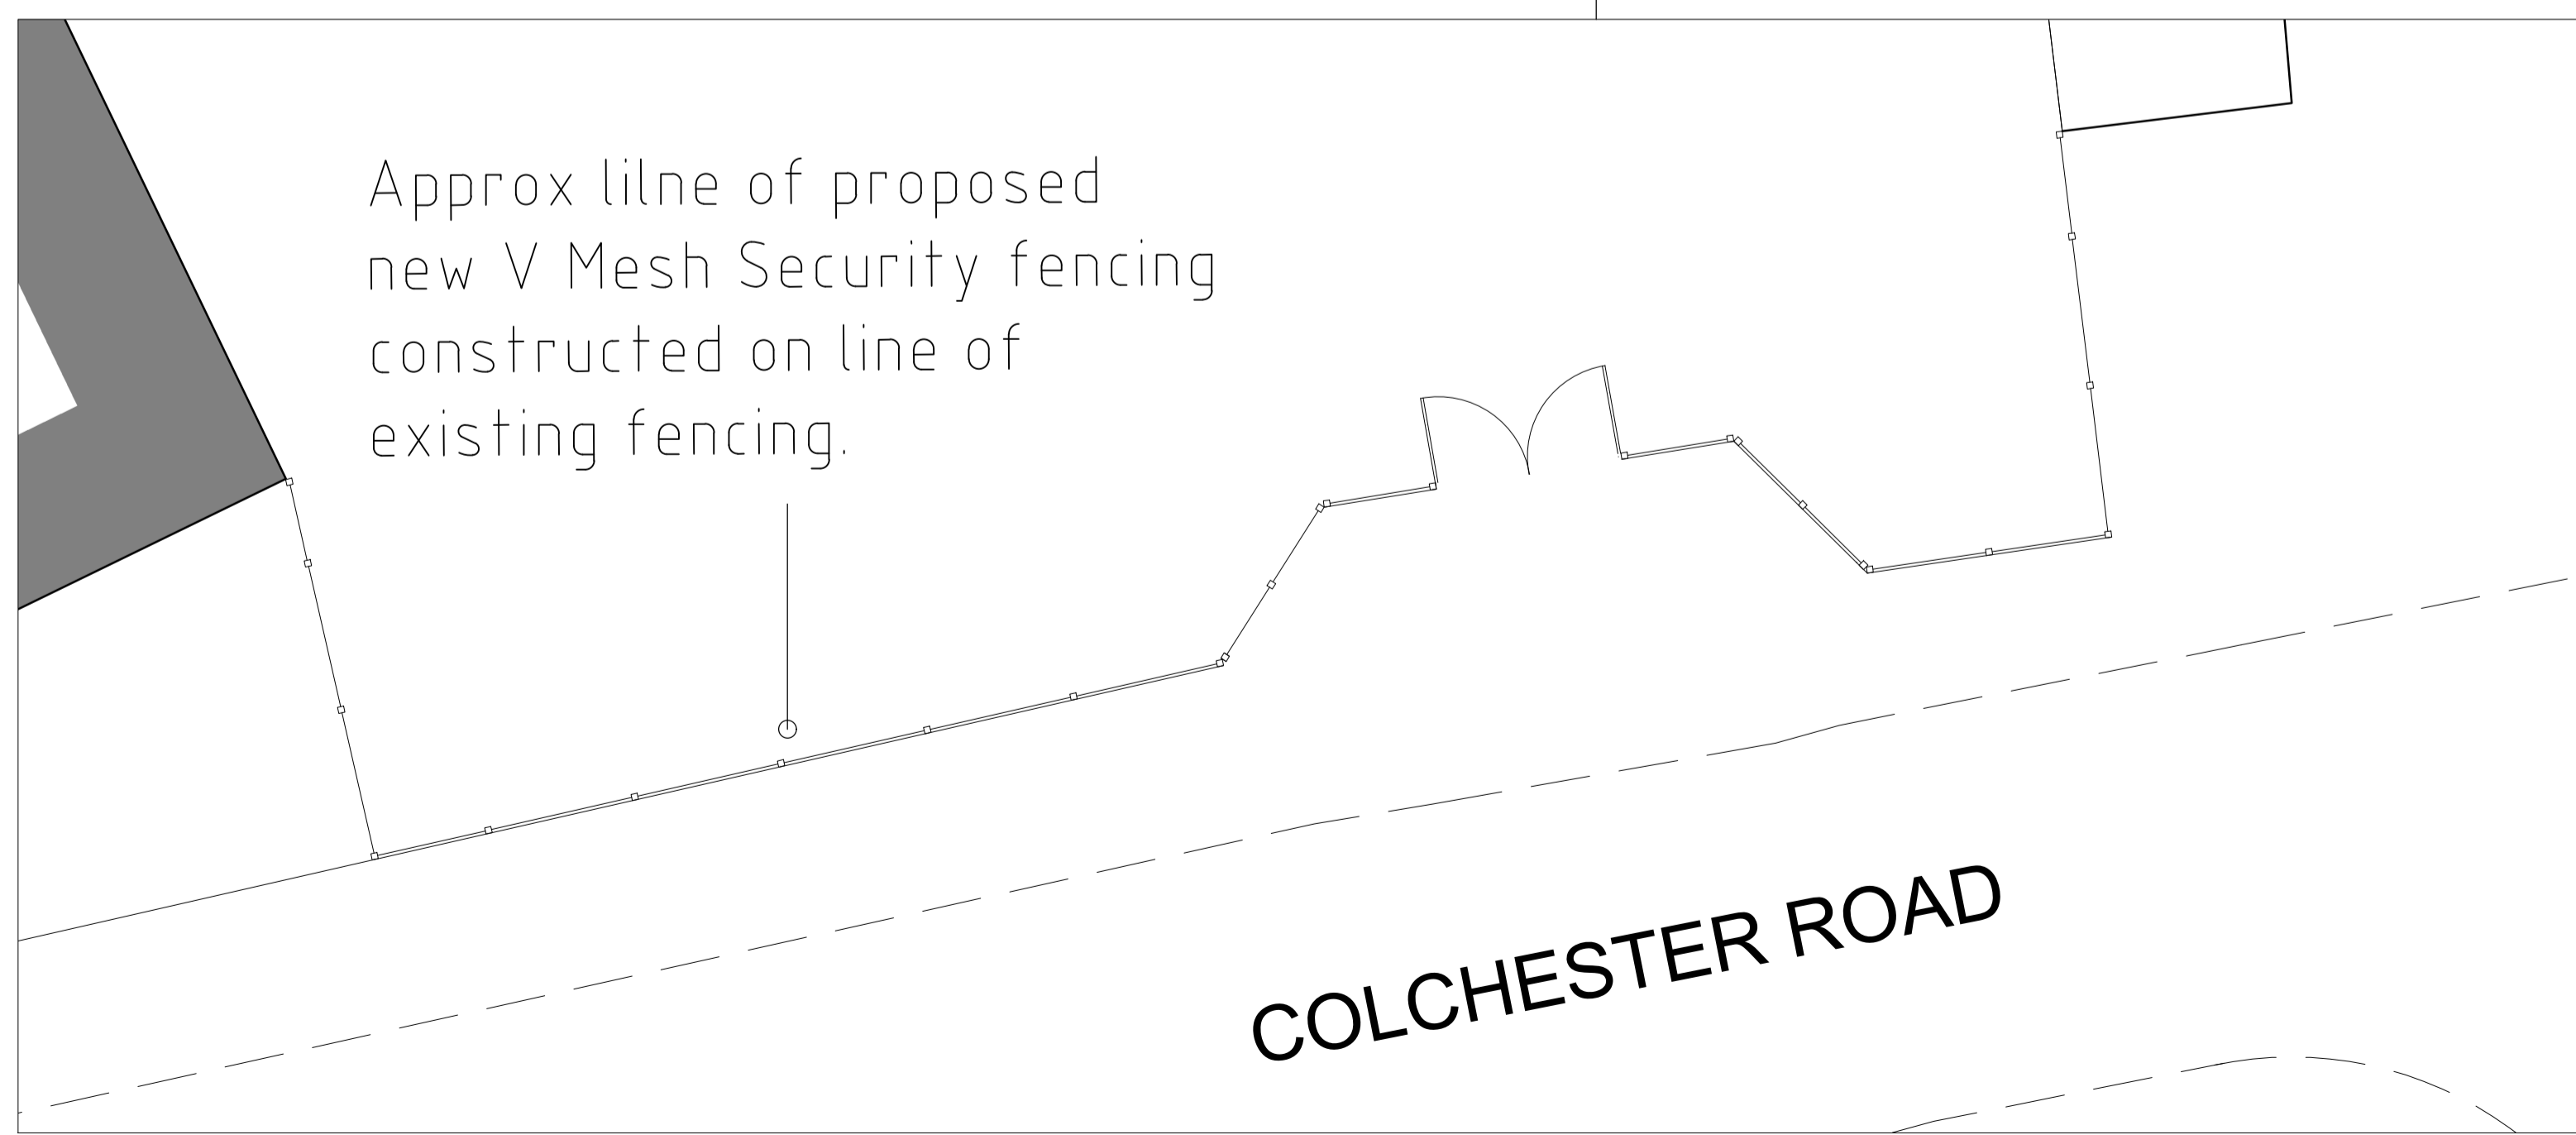 Approx lilne of proposed
new V Mesh Security fencing
constructed on line of
existing fencing.
COLCHESTER ROAD